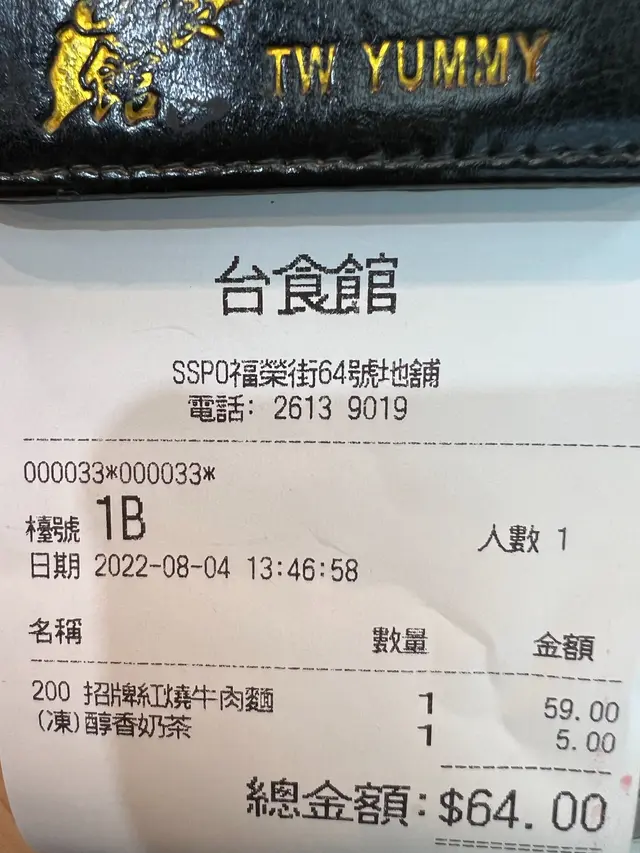 館
TW YUMMY
台食館
SSPO福榮街64號地舖
電話: 2613 9019
000033*000033*
檯號 1B
人數 1
日期 2022-08-04 13:46:58
名稱 數量 金額
200 招牌紅燒牛肉麵 1 59.00
(凍)醇香奶茶 1 5.00
總金額:$64.00